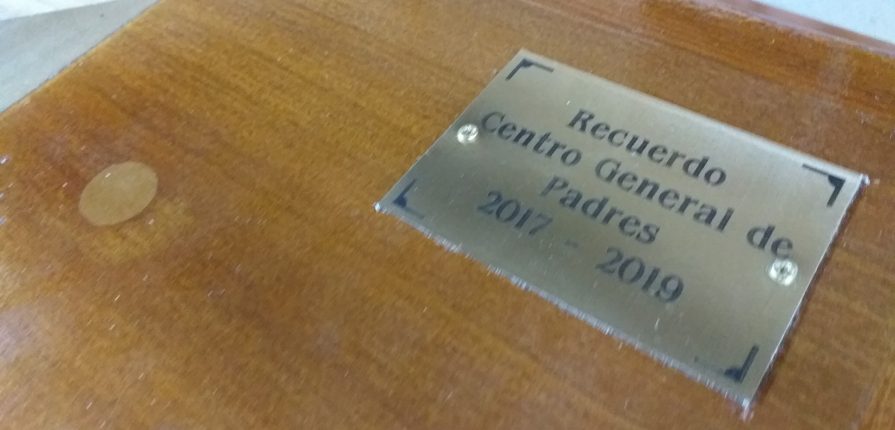 Recuerdo
Centro General de
Padres
2017 - 2019